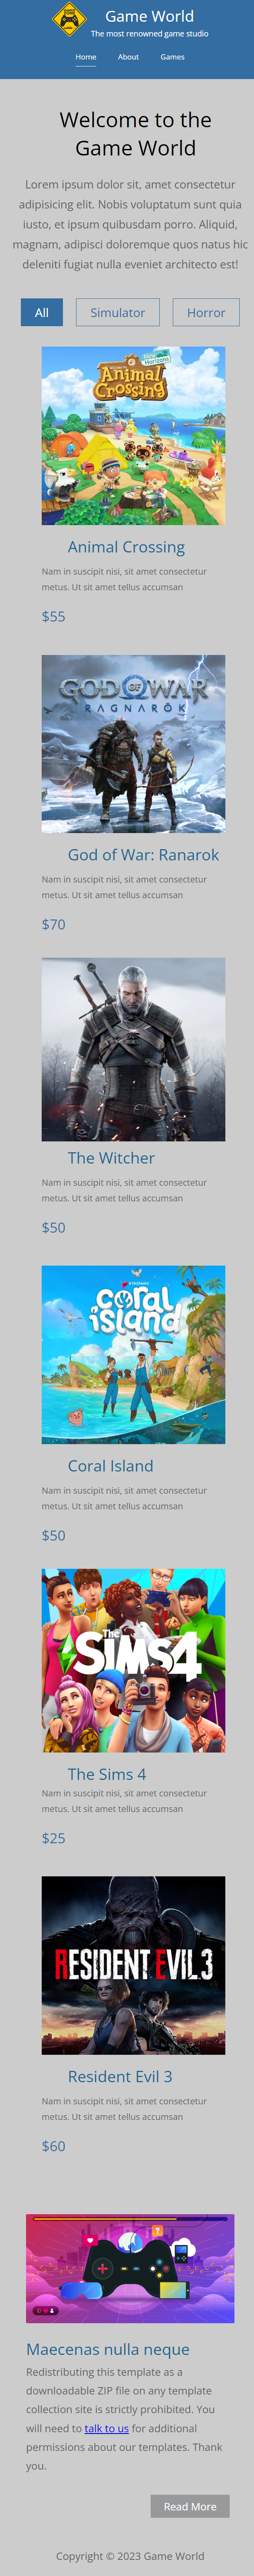 Game World
The most renowned game studio
Home About Games
Welcome to the
Game World
Lorem ipsum dolor sit, amet consectetur
adipisicing elit. Nobis voluptatum sunt quia
iusto, et ipsum quibusdam porro. Aliquid,
magnam, adipisci doloremque quos natus hic
deleniti fugiat nulla eveniet architecto est!
All Simulator Horror
New
Horizons
Animal
Crossing
Animal Crossing
Nam in suscipit nisi, sit amet consectetur
metus. Ut sit amet tellus accumsan
$55
GOD OF WAR
RAGNARÖK
God of War: Ranarok
Nam in suscipit nisi, sit amet consectetur
metus. Ut sit amet tellus accumsan
$70
The Witcher
Nam in suscipit nisi, sit amet consectetur
metus. Ut sit amet tellus accumsan
$50
coral
island
Coral Island
Nam in suscipit nisi, sit amet consectetur
metus. Ut sit amet tellus accumsan
$50
The
SIMS4
The Sims 4
Nam in suscipit nisi, sit amet consectetur
metus. Ut sit amet tellus accumsan
$25
RESIDENT EVIL3
Resident Evil 3
Nam in suscipit nisi, sit amet consectetur
metus. Ut sit amet tellus accumsan
$60
Maecenas nulla neque
Redistributing this template as a
downloadable ZIP file on any template
collection site is strictly prohibited. You
will need to talk to us for additional
permissions about our templates. Thank
you.
Read More
Copyright © 2023 Game World